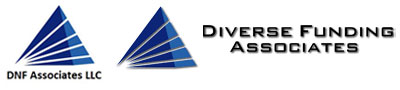 DNF Associates LLC
Diverse Funding
Associates